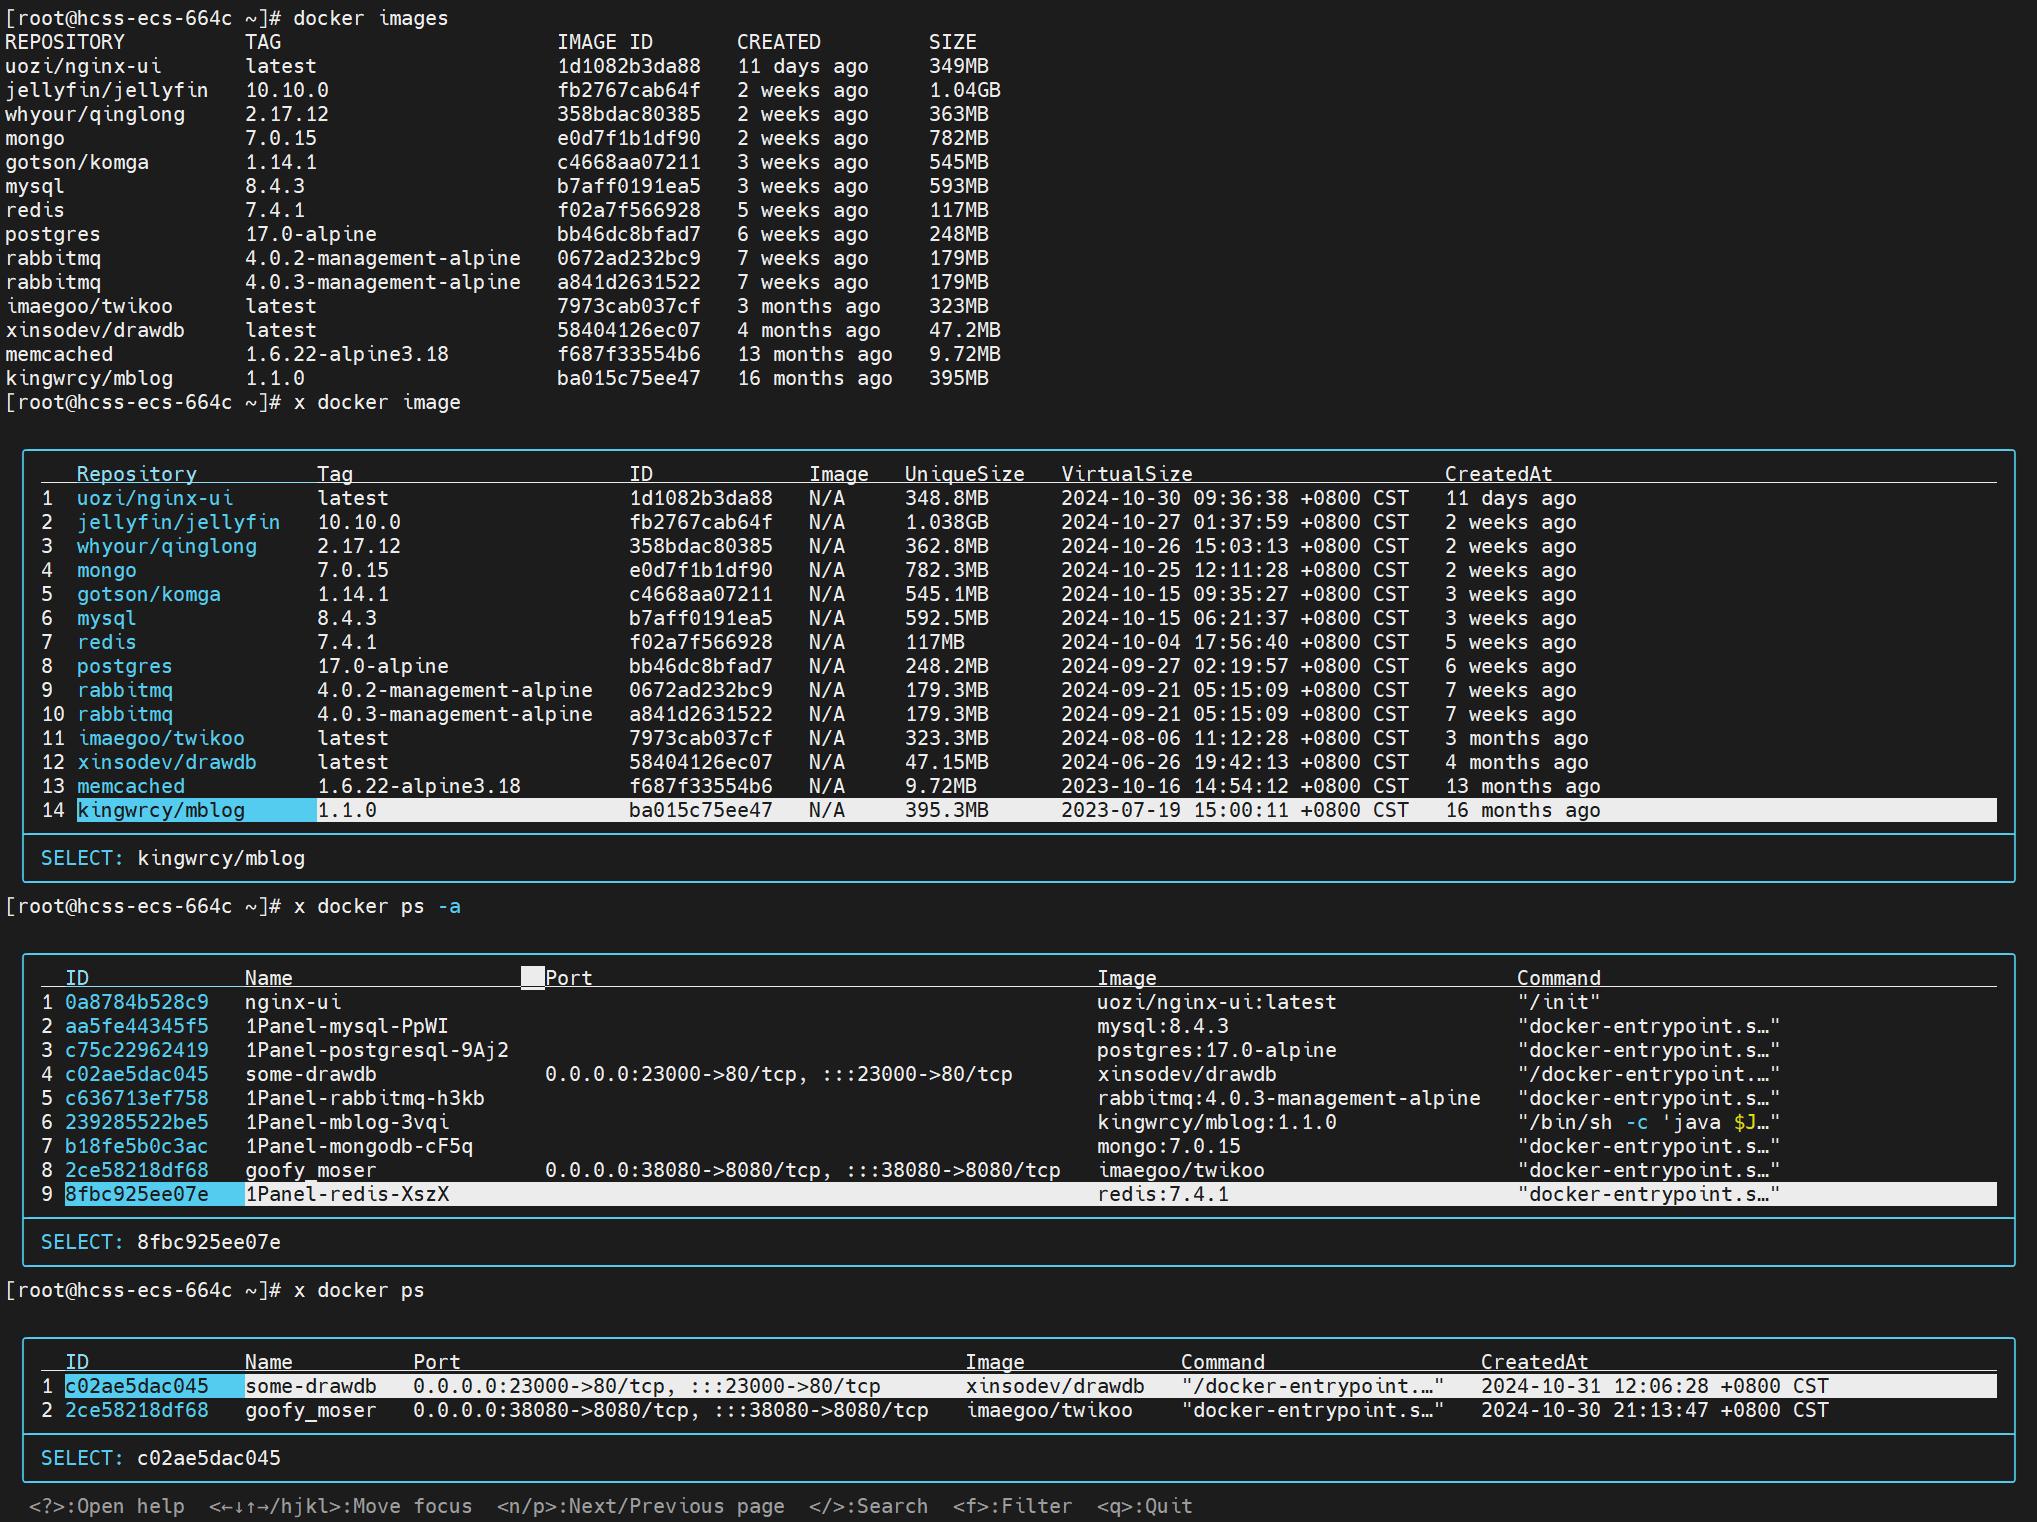 [root@hcss-ecs-664c ~]# docker images
REPOSITORY          TAG                       IMAGE ID       CREATED         SIZE
uozi/nginx-ui       latest                    1d1082b3da88   11 days ago     349MB
jellyfin/jellyfin   10.10.0                   fb2767cab64f   2 weeks ago     1.04GB
whyour/qinglong     2.17.12                   358bdac80385   2 weeks ago     363MB
mongo               7.0.15                    e0d7f1b1df90   2 weeks ago     782MB
gotson/komga        1.14.1                    c4668aa07211   3 weeks ago     545MB
mysql               8.4.3                     b7aff0191ea5   3 weeks ago     593MB
redis               7.4.1                     f02a7f566928   5 weeks ago     117MB
postgres            17.0-alpine               bb46dc8bfad7   6 weeks ago     248MB
rabbitmq            4.0.2-management-alpine   0672ad232bc9   7 weeks ago     179MB
rabbitmq            4.0.3-management-alpine   a841d2631522   7 weeks ago     179MB
imaegoo/twikoo      latest                    7973cab037cf   3 months ago    323MB
xinsodev/drawdb     latest                    58404126ec07   4 months ago    47.2MB
memcached           1.6.22-alpine3.18         f687f33554b6   13 months ago   9.72MB
kingwrcy/mblog      1.1.0                     ba015c75ee47   16 months ago   395MB
[root@hcss-ecs-664c ~]# x docker image
Repository          Tag                       ID             Image   UniqueSize   VirtualSize                     CreatedAt
1  uozi/nginx-ui       latest                    1d1082b3da88   N/A     348.8MB      2024-10-30 09:36:38 +0800 CST   11 days ago
2  jellyfin/jellyfin   10.10.0                   fb2767cab64f   N/A     1.038GB      2024-10-27 01:37:59 +0800 CST   2 weeks ago
3  whyour/qinglong     2.17.12                   358bdac80385   N/A     362.8MB      2024-10-26 15:03:13 +0800 CST   2 weeks ago
4  mongo               7.0.15                    e0d7f1b1df90   N/A     782.3MB      2024-10-25 12:11:28 +0800 CST   2 weeks ago
5  gotson/komga        1.14.1                    c4668aa07211   N/A     545.1MB      2024-10-15 09:35:27 +0800 CST   3 weeks ago
6  mysql               8.4.3                     b7aff0191ea5   N/A     592.5MB      2024-10-15 06:21:37 +0800 CST   3 weeks ago
7  redis               7.4.1                     f02a7f566928   N/A     117MB        2024-10-04 17:56:40 +0800 CST   5 weeks ago
8  postgres            17.0-alpine               bb46dc8bfad7   N/A     248.2MB      2024-09-27 02:19:57 +0800 CST   6 weeks ago
9  rabbitmq            4.0.2-management-alpine   0672ad232bc9   N/A     179.3MB      2024-09-21 05:15:09 +0800 CST   7 weeks ago
10 rabbitmq            4.0.3-management-alpine   a841d2631522   N/A     179.3MB      2024-09-21 05:15:09 +0800 CST   7 weeks ago
11 imaegoo/twikoo      latest                    7973cab037cf   N/A     323.3MB      2024-08-06 11:12:28 +0800 CST   3 months ago
12 xinsodev/drawdb     latest                    58404126ec07   N/A     47.15MB      2024-06-26 19:42:13 +0800 CST   4 months ago
13 memcached           1.6.22-alpine3.18         f687f33554b6   N/A     9.72MB       2023-10-16 14:54:12 +0800 CST   13 months ago
14 kingwrcy/mblog      1.1.0                     ba015c75ee47   N/A     395.3MB      2023-07-19 15:00:11 +0800 CST   16 months ago
SELECT: kingwrcy/mblog
[root@hcss-ecs-664c ~]# x docker ps -a
ID             Name                     Port                                          Image                              Command
1 0a8784b528c9   nginx-ui                                                               uozi/nginx-ui:latest               "/init"
2 aa5fe44345f5   1Panel-mysql-PpWI                                                      mysql:8.4.3                        "docker-entrypoint.s…"
3 c75c22962419   1Panel-postgresql-9Aj2                                                 postgres:17.0-alpine               "docker-entrypoint.s…"
4 c02ae5dac045   some-drawdb              0.0.0.0:23000->80/tcp, :::23000->80/tcp       xinsodev/drawdb                    "/docker-entrypoint.…"
5 c636713ef758   1Panel-rabbitmq-h3kb                                                   rabbitmq:4.0.3-management-alpine   "docker-entrypoint.s…"
6 239285522be5   1Panel-mblog-3vqi                                                      kingwrcy/mblog:1.1.0               "/bin/sh -c 'java $J…"
7 b18fe5b0c3ac   1Panel-mongodb-cF5q                                                    mongo:7.0.15                       "docker-entrypoint.s…"
8 2ce58218df68   goofy_moser              0.0.0.0:38080->8080/tcp, :::38080->8080/tcp   imaegoo/twikoo                     "docker-entrypoint.s…"
9 8fbc925ee07e   1Panel-redis-XszX                                                      redis:7.4.1                        "docker-entrypoint.s…"
SELECT: 8fbc925ee07e
[root@hcss-ecs-664c ~]# x docker ps
ID             Name          Port                                          Image             Command                  CreatedAt
1 c02ae5dac045   some-drawdb   0.0.0.0:23000->80/tcp, :::23000->80/tcp       xinsodev/drawdb   "/docker-entrypoint.…"   2024-10-31 12:06:28 +0800 CST
2 2ce58218df68   goofy_moser   0.0.0.0:38080->8080/tcp, :::38080->8080/tcp   imaegoo/twikoo    "docker-entrypoint.s…"   2024-10-30 21:13:47 +0800 CST
SELECT: c02ae5dac045
<?>:Open help  <←↓↑→/hjkl>:Move focus  <n/p>:Next/Previous page  </>:Search  <f>:Filter  <q>:Quit